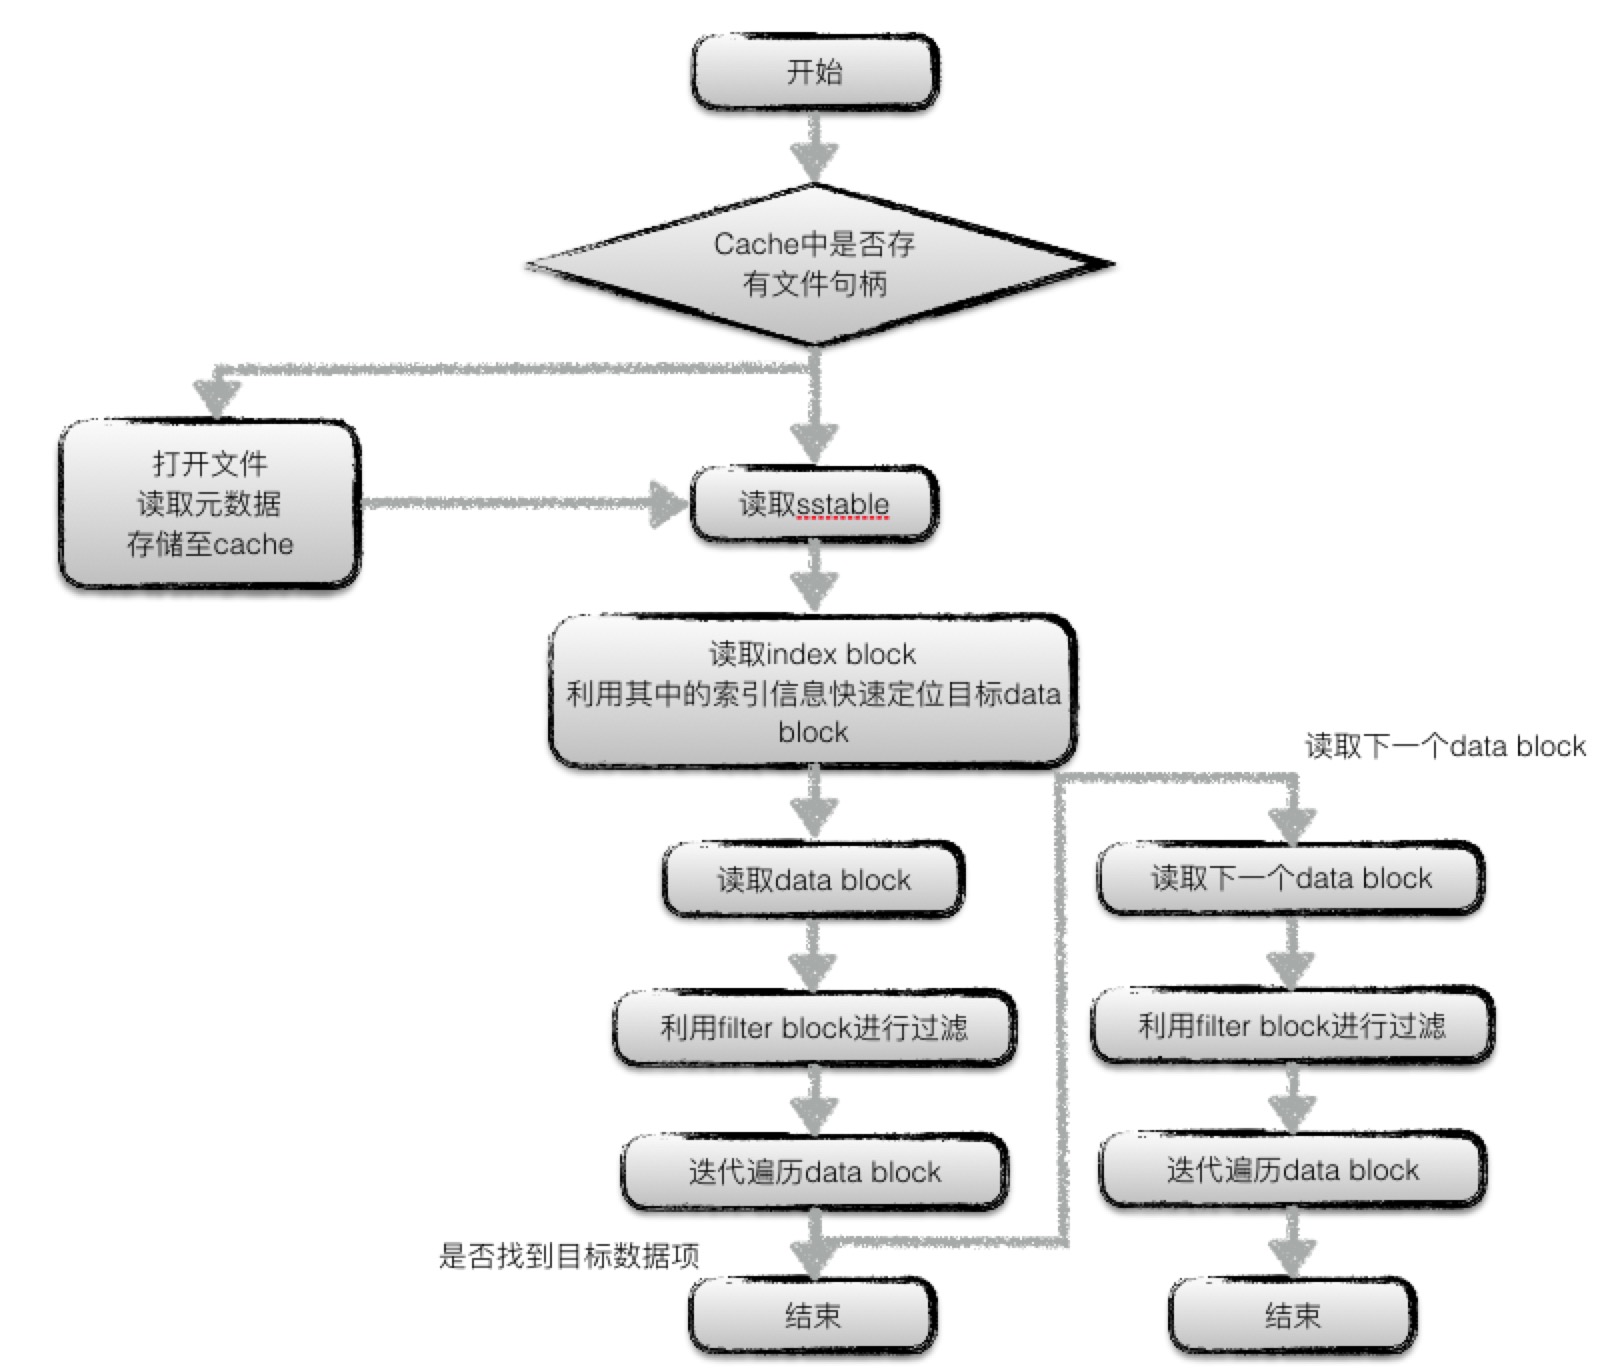 开始
Cache中是否存
有文件句柄
打开文件
读取元数据
存储至cache
读取sstable
读取index block
利用其中的索引信息快速定位目标data
block
读取下一个data block
读取data block
读取下一个data block
利用filter block进行过滤
利用filter block进行过滤
迭代遍历data block
迭代遍历data block
是否找到目标数据项
结束
结束